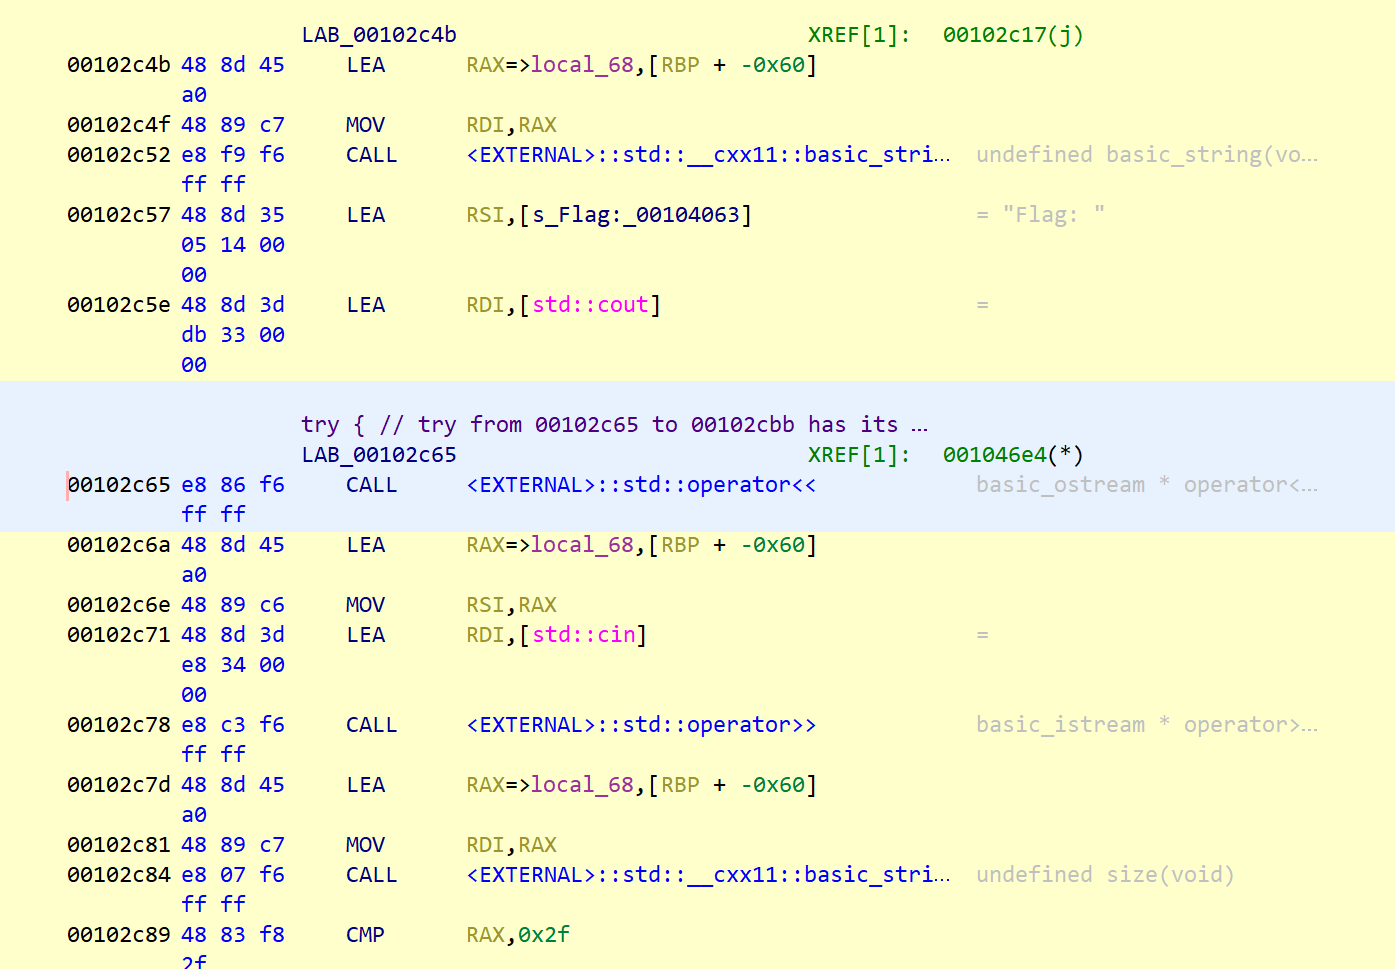 LAB_00102c4b XREF[1]: 00102c17(j)
00102c4b 48 8d 45 LEA RAX=>local_68,[RBP + -0x60]
a0
00102c4f 48 89 c7 MOV RDI,RAX
00102c52 e8 f9 f6 CALL <EXTERNAL>::std::__cxx11::basic_stri... undefined basic_string(vo...
ff ff
00102c57 48 8d 35 LEA RSI,[s_Flag:_00104063] = "Flag: "
05 14 00
00
00102c5e 48 8d 3d LEA RDI,[std::cout] =
db 33 00
00
try { // try from 00102c65 to 00102cbb has its ...
LAB_00102c65 XREF[1]: 001046e4(*)
00102c65 e8 86 f6 CALL <EXTERNAL>::std::operator<< basic_ostream * operator<...
ff ff
00102c6a 48 8d 45 LEA RAX=>local_68,[RBP + -0x60]
a0
00102c6e 48 89 c6 MOV RSI,RAX
00102c71 48 8d 3d LEA RDI,[std::cin] =
e8 34 00
00
00102c78 e8 c3 f6 CALL <EXTERNAL>::std::operator>> basic_istream * operator>...
ff ff
00102c7d 48 8d 45 LEA RAX=>local_68,[RBP + -0x60]
a0
00102c81 48 89 c7 MOV RDI,RAX
00102c84 e8 07 f6 CALL <EXTERNAL>::std::__cxx11::basic_stri... undefined size(void)
ff ff
00102c89 48 83 f8 CMP RAX,0x2f
2f